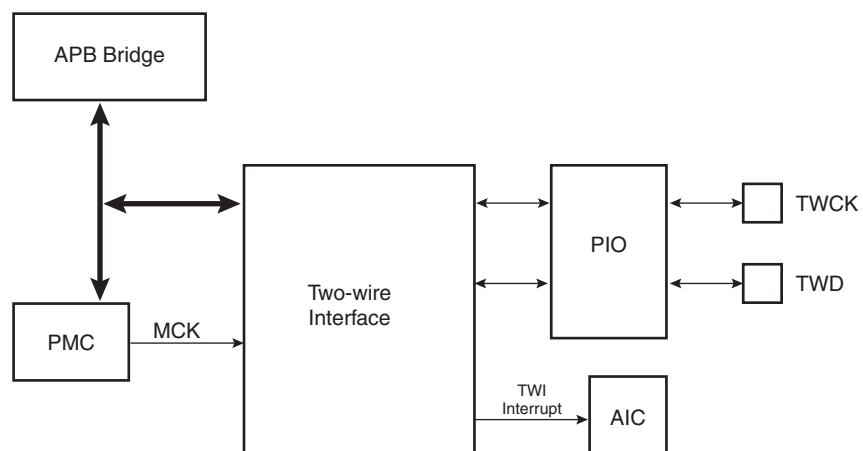 APB Bridge
TWCK
PIO
TWD
Two-wire
Interface
PMC
MCK
TWI
Interrupt
AIC